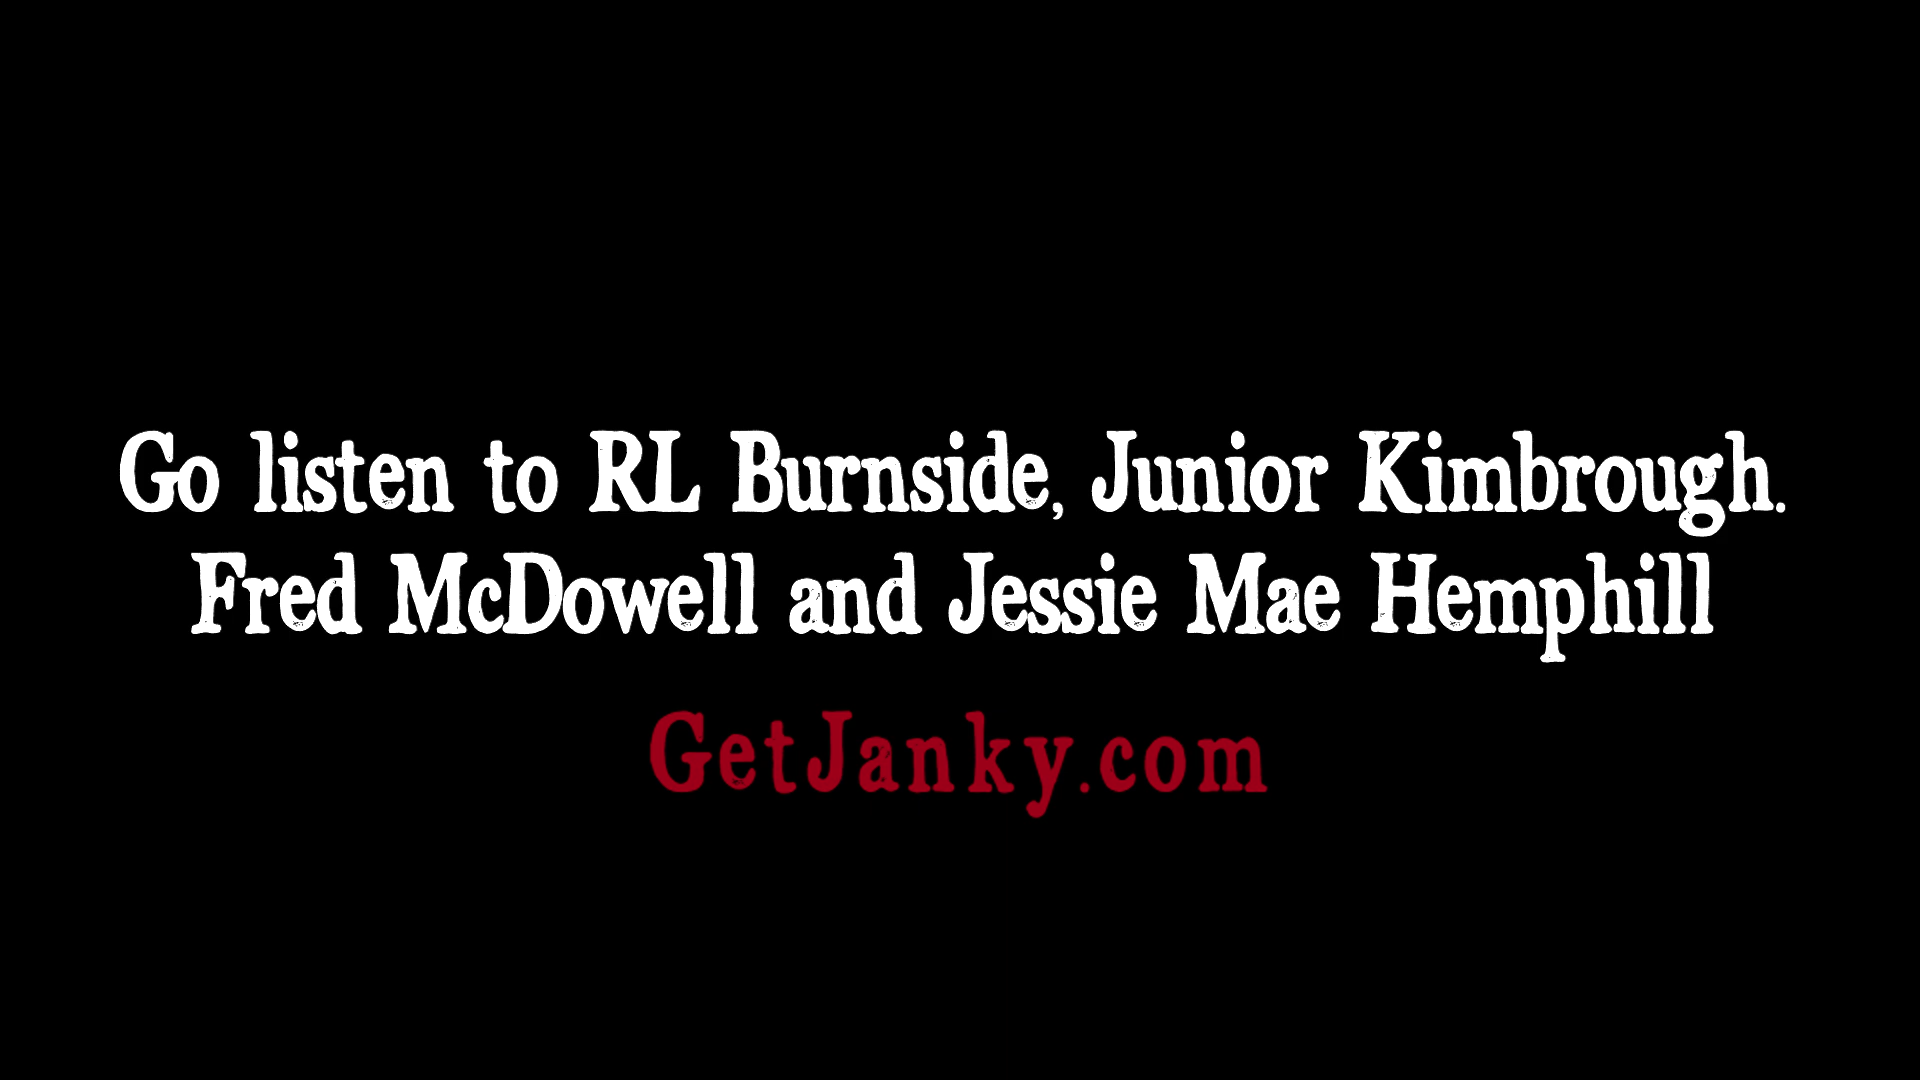 Go listen to RL Burnside, Junior Kimbrough.
Fred McDowell and Jessie Mae Hemphill
GetJanky.com